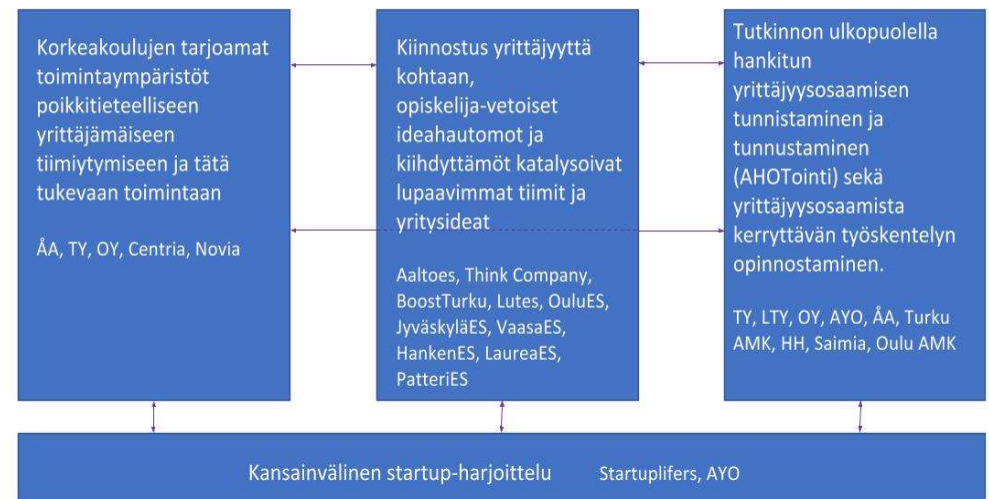 Korkeakoulujen tarjoamat
toimintaympäristöt
poikkitieteelliseen
yrittäjämäiseen
tiimiytymiseen ja tätä
tukevaan toimintaan
ÅA, TY, OY, Centria, Novia
Kiinnostus yrittäjyyttä
kohtaan,
opiskelija-vetoiset
ideahautomot ja
kiihdyttämöt katalysoivat
lupaavimmat tiimit ja
yritysideat
Aaltoes, Think Company,
BoostTurku, Lutes, OuluES,
JyväskyläES, VaasaES,
HankenES, LaureaES,
PatteriES
Tutkinnon ulkopuolella
hankitun
yrittäjyysosaamisen
tunnistaminen ja
tunnustaminen
(AHOTointi) sekä
yrittäjyysosaamista
kerryttävän työskentelyn
opinnostaminen.
TY, LTY, OY, AYO, ÅA, Turku
AMK, HH, Saimia, Oulu AMK
Kansainvälinen startup-harjoittelu Startuplifers, AYO